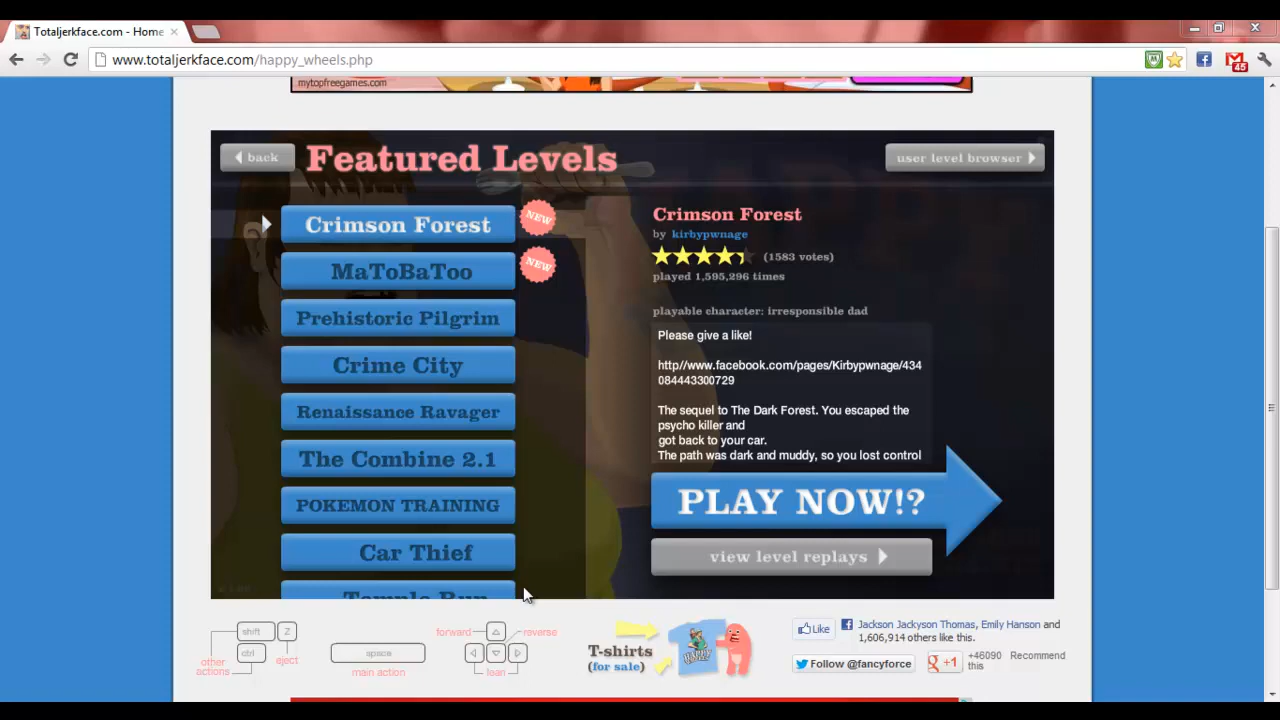 Totaljerkface.com - Home
www.totaljerkface.com/happy_wheels.php
45
mytopfreegames.com
back
Featured Levels
user level browser
Crimson Forest
NEW
MaToBaToo
NEW
Prehistoric Pilgrim
Crime City
Renaissance Ravager
The Combine 2.1
POKEMON TRAINING
Car Thief
Temple Run
Crimson Forest
by kirbypwnage
(1583 votes)
played 1,595,296 times
playable character: irresponsible dad
Please give a like!
http//www.facebook.com/pages/Kirbypwnage/434
084443300729
The sequel to The Dark Forest. You escaped the
psycho killer and
got back to your car.
The path was dark and muddy, so you lost control
PLAY NOW!?
view level replays
shift
Z
ctrl
other
actions
eject
space
main action
forward
reverse
lean
T-shirts
(for sale)
Like
Jackson Jackyson Thomas, Emily Hanson and
1,606,914 others like this.
Follow @fancyforce
g +1
+46090 Recommend
this